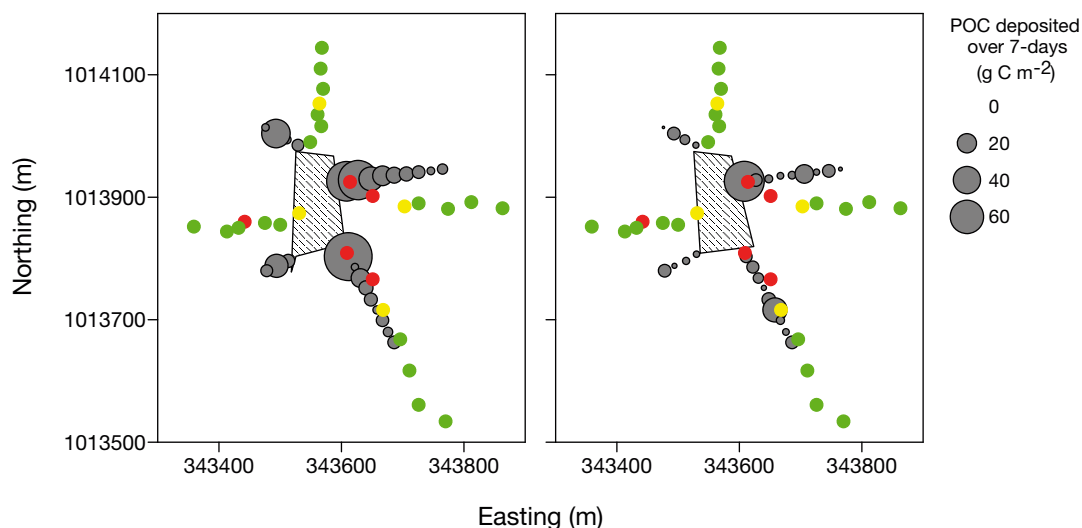 POC deposited
over 7-days
(g C m-2)
0
20
40
60
Northing (m)
1014100
1013900
1013700
1013500
343400 343600 343800
343400 343600 343800
Easting (m)